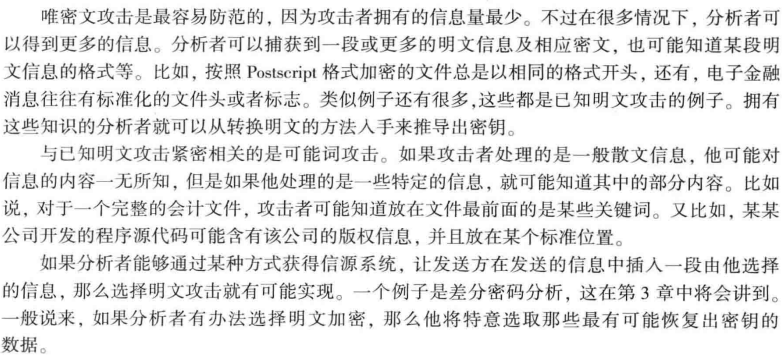 唯密文攻击是最容易防范的，因为攻击者拥有的信息量最少。不过在很多情况下，分析者可
以得到更多的信息。分析者可以捕获到一段或更多的明文信息及相应密文，也可能知道某段明
文信息的格式等。比如，按照 Postscript 格式加密的文件总是以相同的格式开头，还有，电子金融
消息往往有标准化的文件头或者标志。类似例子还有很多,这些都是已知明文攻击的例子。拥有
这些知识的分析者就可以从转换明文的方法入手来推导出密钥。
与已知明文攻击紧密相关的是可能词攻击。如果攻击者处理的是一般散文信息，他可能对
信息的内容一无所知，但是如果他处理的是一些特定的信息，就可能知道其中的部分内容。比如
说，对于一个完整的会计文件，攻击者可能知道放在文件最前面的是某些关键词。又比如，某某
公司开发的程序源代码可能含有该公司的版权信息，并且放在某个标准位置。
如果分析者能够通过某种方式获得信源系统，让发送方在发送的信息中插入一段由他选择
的信息，那么选择明文攻击就有可能实现。一个例子是差分密码分析，这在第 3 章中将会讲到。
一般说来，如果分析者有办法选择明文加密，那么他将特意选取那些最有可能恢复出密钥的
数据。